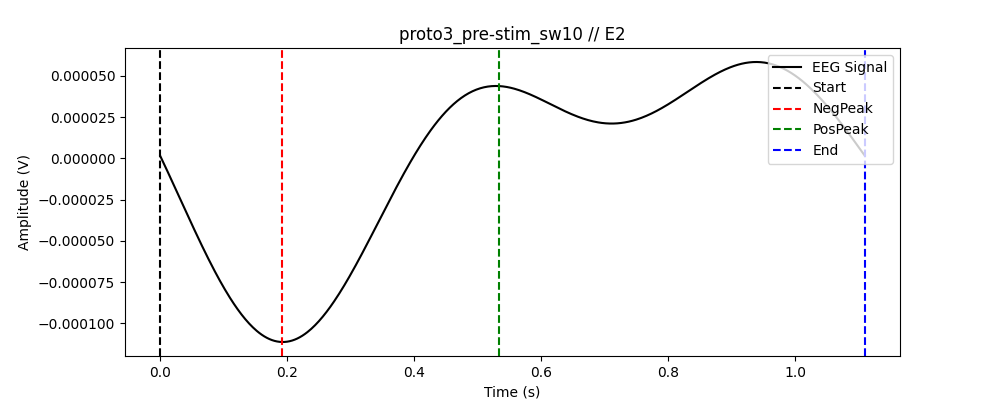 proto3_pre-stim_sw10 // E2
Amplitude (V)
0.000050
0.000025
0.000000
−0.000025
−0.000050
−0.000075
−0.000100
EEG Signal
Start
NegPeak
PosPeak
End
0.0 0.2 0.4 0.6 0.8 1.0
Time (s)